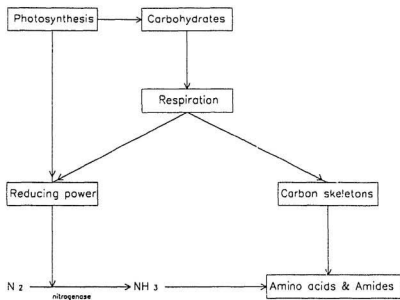 Photosynthesis
Carbohydrates
Respiration
Reducing power
Carbon skeletons
N 2
nitrogenase
NH 3
Amino acids & Amides